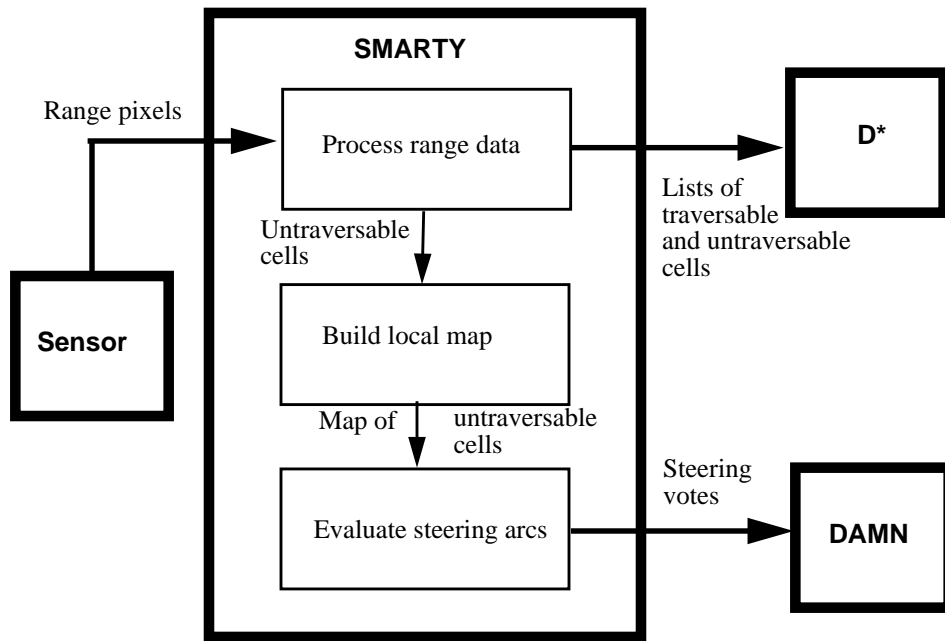 SMARTY
Range pixels
Process range data
D*
Lists of
traversable
and untraversable
cells
Untraversable
cells
Sensor
Build local map
Map of untraversable
cells
Evaluate steering arcs
Steering
votes
DAMN